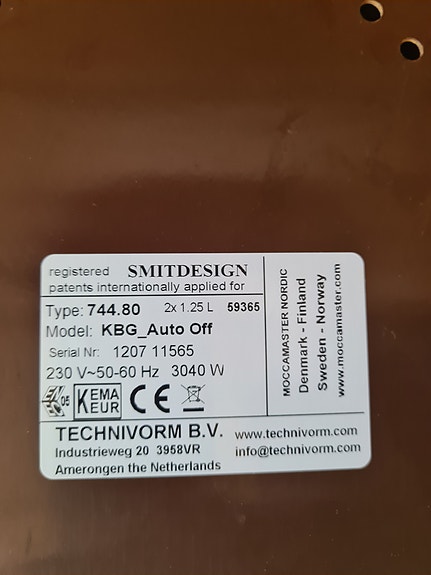 registered SMITDESIGN
patents internationally applied for
Type: 744.80 2x 1.25 L 59365
Model: KBG_Auto Off
Serial Nr: 1207 11565
230 V~50-60 Hz 3040 W
05 KEMA EUR CE
TECHNIVORM B.V. www.technivorm.com
Industrieweg 20 3958VR info@technivorm.com
Amerongen the Netherlands
MOCCAMASTER NORDIC
Denmark - Finland
Sweden - Norway
www.moccamaster.com